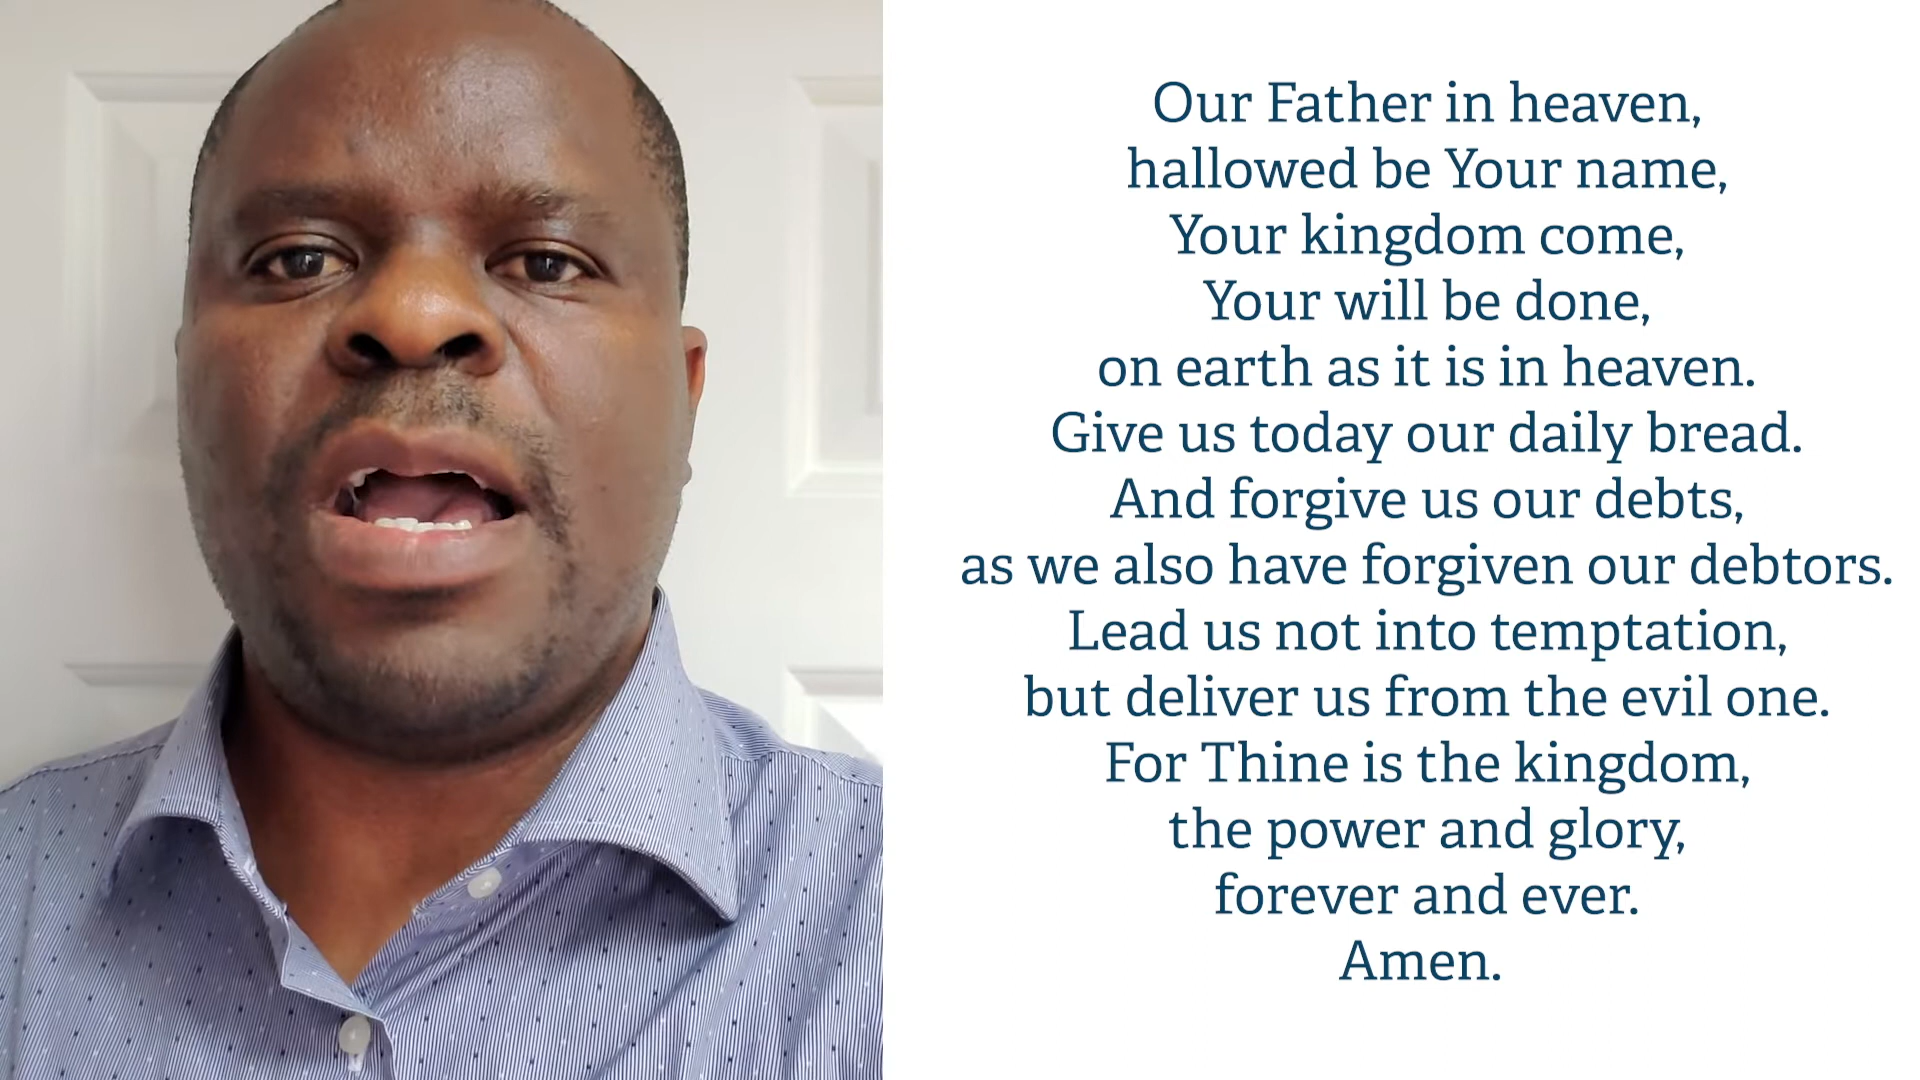 Our Father in heaven,
hallowed be Your name,
Your kingdom come,
Your will be done,
on earth as it is in heaven.
Give us today our daily bread.
And forgive us our debts,
as we also have forgiven our debtors.
Lead us not into temptation,
but deliver us from the evil one.
For Thine is the kingdom,
the power and glory,
forever and ever.
Amen.